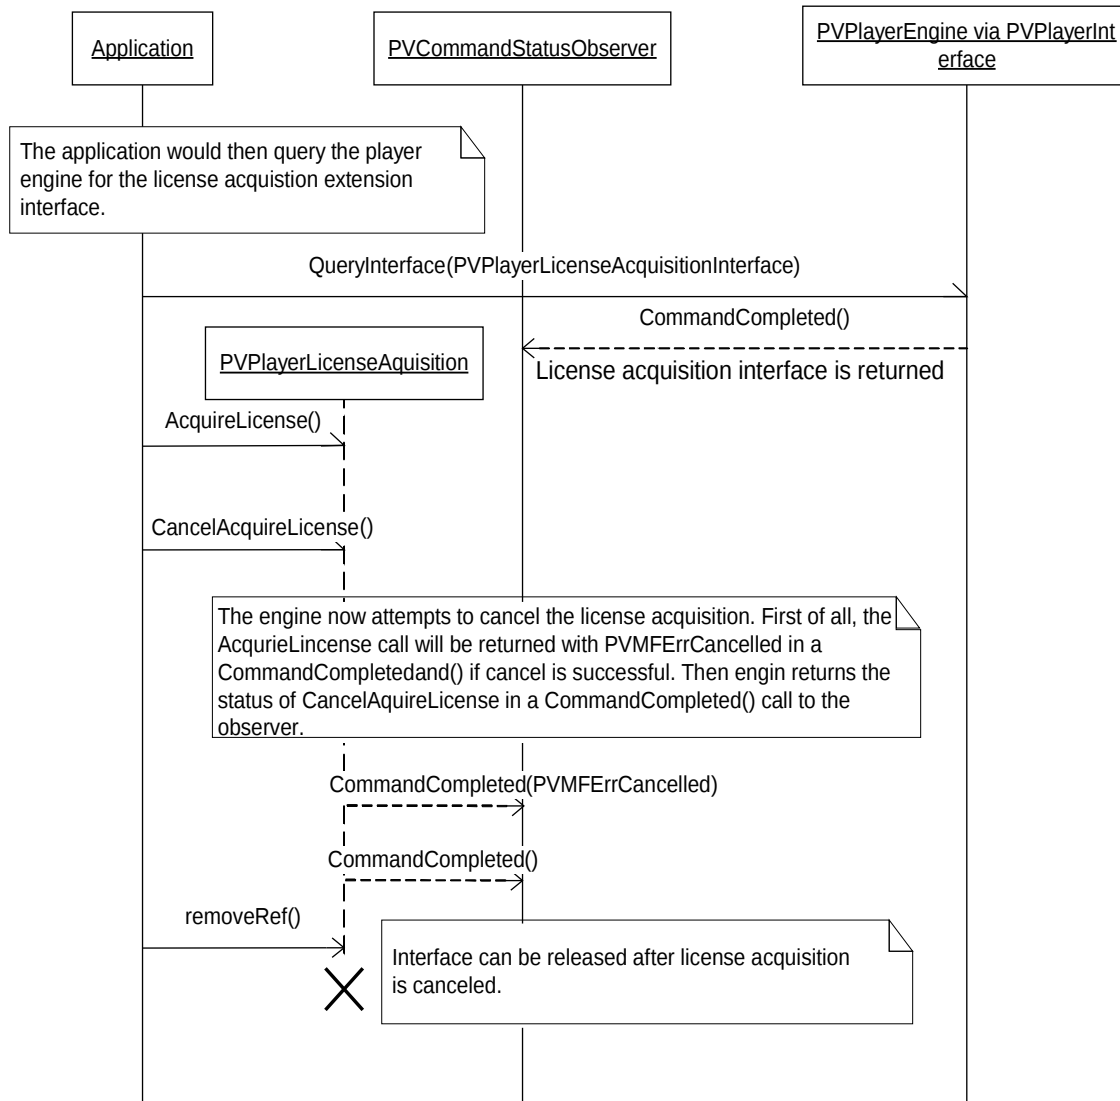 Application
PVCommandStatusObserver
PVPlayerEngine via PVPlayerInt
erface
The application would then query the player
engine for the license acquistion extension
interface.
QueryInterface(PVPlayerLicenseAcquisitionInterface)
CommandCompleted()
License acquisition interface is returned
PVPlayerLicenseAquisition
AcquireLicense()
CancelAcquireLicense()
The engine now attempts to cancel the license acquisition. First of all, the
AcqurieLincense call will be returned with PVMFErrCancelled in a
CommandCompletedand() if cancel is successful. Then engin returns the
status of CancelAquireLicense in a CommandCompleted() call to the
observer.
CommandCompleted(PVMFErrCancelled)
CommandCompleted()
removeRef()
Interface can be released after license acquisition
is canceled.